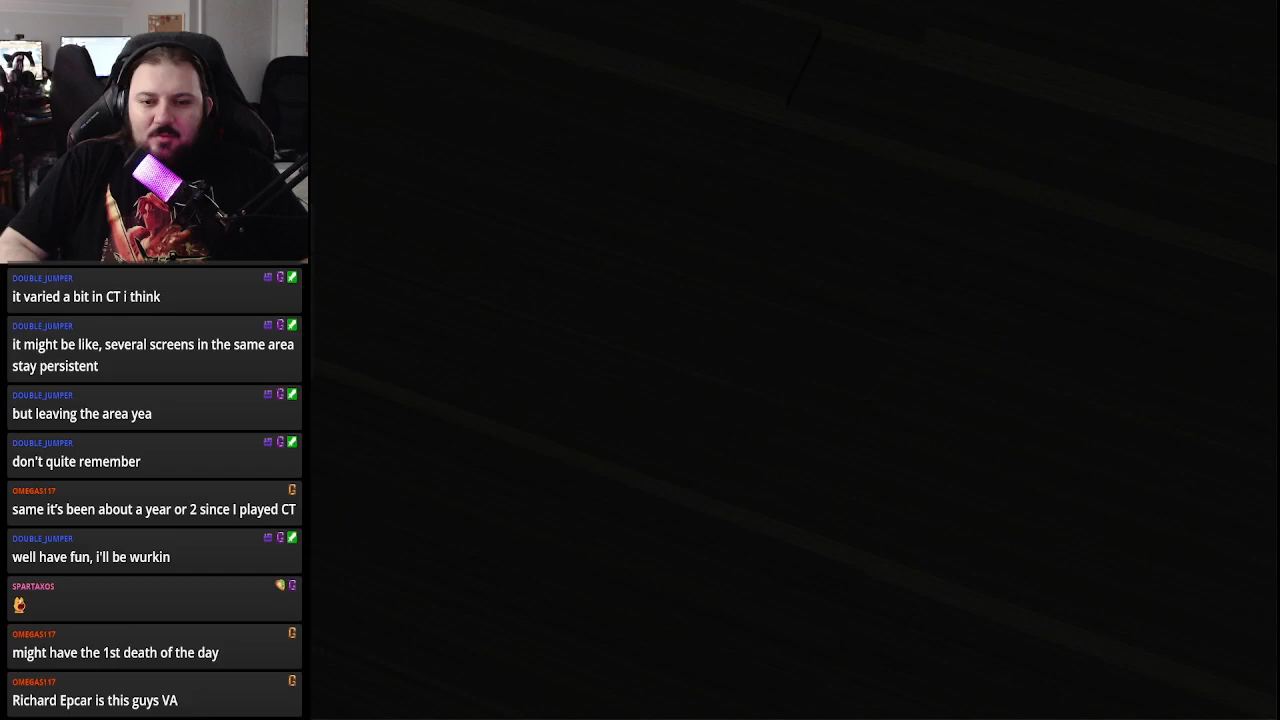 DOUBLE_JUMPER
it varied a bit in CT i think
DOUBLE_JUMPER
it might be like, several screens in the same area
stay persistent
DOUBLE_JUMPER
but leaving the area yea
DOUBLE_JUMPER
don't quite remember
OMEGAS117
same it's been about a year or 2 since I played CT
DOUBLE_JUMPER
well have fun, i'll be wurkin
SPARTAXOS
OMEGAS117
might have the 1st death of the day
OMEGAS117
Richard Epcar is this guys VA